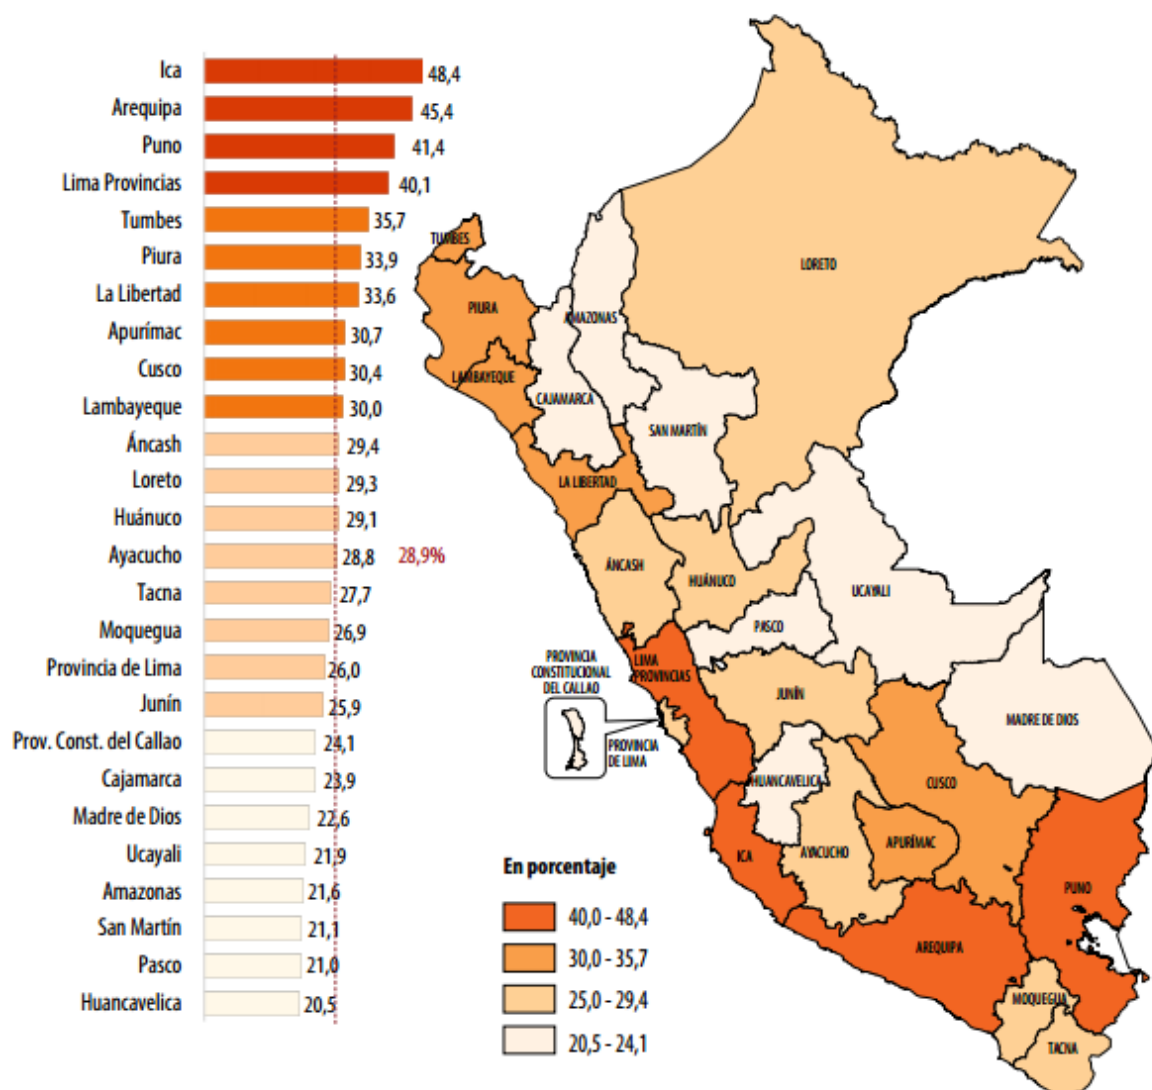 Ica 48,4
Arequipa 45,4
Puno 41,4
Lima Provincias 40,1
Tumbes 35,7
Piura 33,9
La Libertad 33,6
Apurímac 30,7
Cusco 30,4
Lambayeque 30,0
Áncash 29,4
Loreto 29,3
Huánuco 29,1
Ayacucho 28,8 28,9%
Tacna 27,7
Moquegua 26,9
Provincia de Lima 26,0
Junín 25,9
Prov. Const. del Callao 24,1
Cajamarca 23,9
Madre de Dios 22,6
Ucayali 21,9
Amazonas 21,6
San Martín 21,1
Pasco 21,0
Huancavelica 20,5
TUMBES
LORETO
PIURA
AMAZONAS
LAMBAYEQUE
CAJAMARCA
SAN MARTÍN
LA LIBERTAD
ÁNCASH
HUÁNUCO
UCAYALI
PASCO
PROVINCIA
CONSTITUCIONAL
DEL CALLAO
LIMA
PROVINCIAS
JUNÍN
MADRE DE DIOS
PROVINCIA
DE LIMA
HUANCAVELICA
CUSCO
ICA
AYACUCHO
APURÍMAC
PUNO
AREQUIPA
MOQUEGUA
TACNA
En porcentaje
40,0 - 48,4
30,0 - 35,7
25,0 - 29,4
20,5 - 24,1